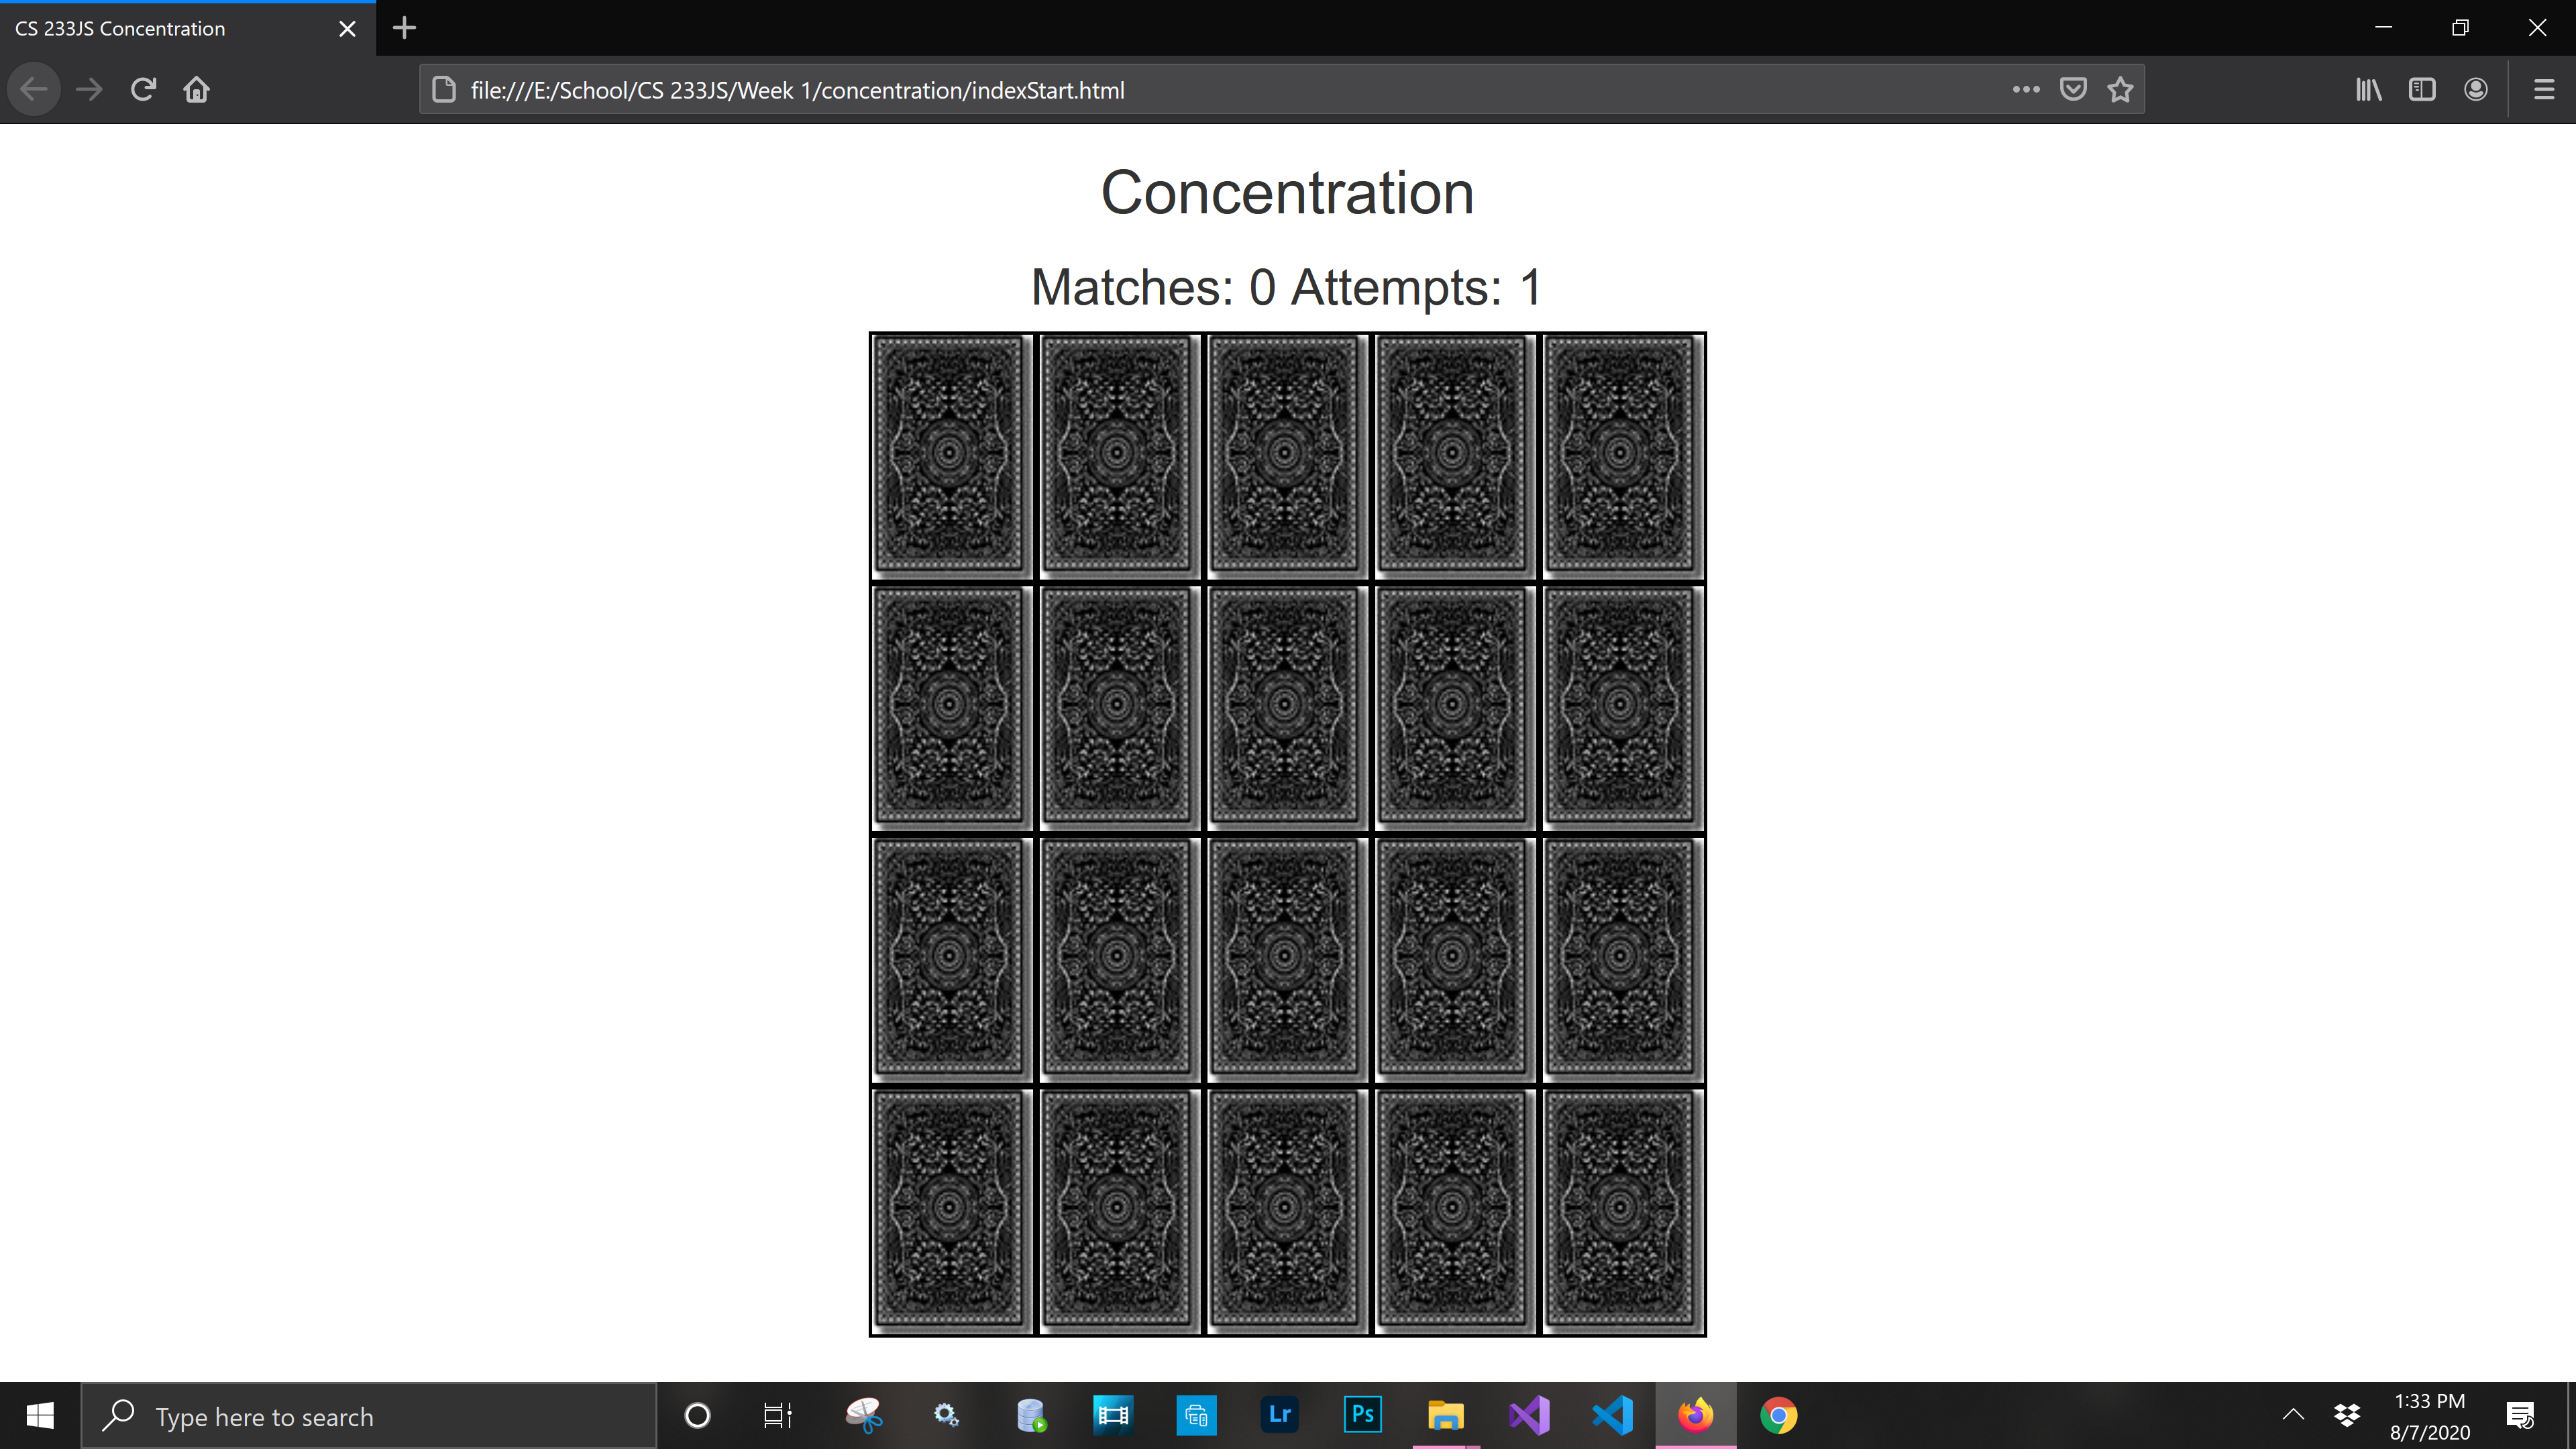 CS 233JS Concentration
file:///E:/School/CS 233JS/Week 1/concentration/indexStart.html
Concentration
Matches: 0 Attempts: 1
Type here to search
Lr
Ps
1:33 PM
8/7/2020